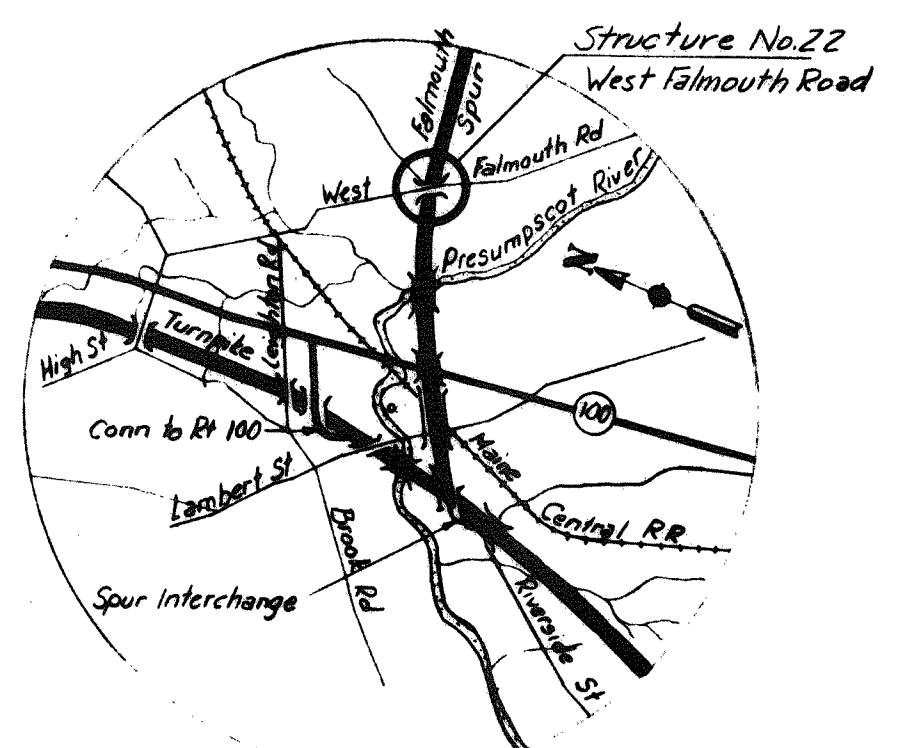 Structure No.22
West Falmouth Road
Falmouth
Spur
West
Falmouth Rd
Presumpscot River
N
Leighton Rd
Turnpike
High St
100
Conn to Rt 100
Maine
Central RR
Lambert St
Brook Rd
Spur Interchange
Riverside St